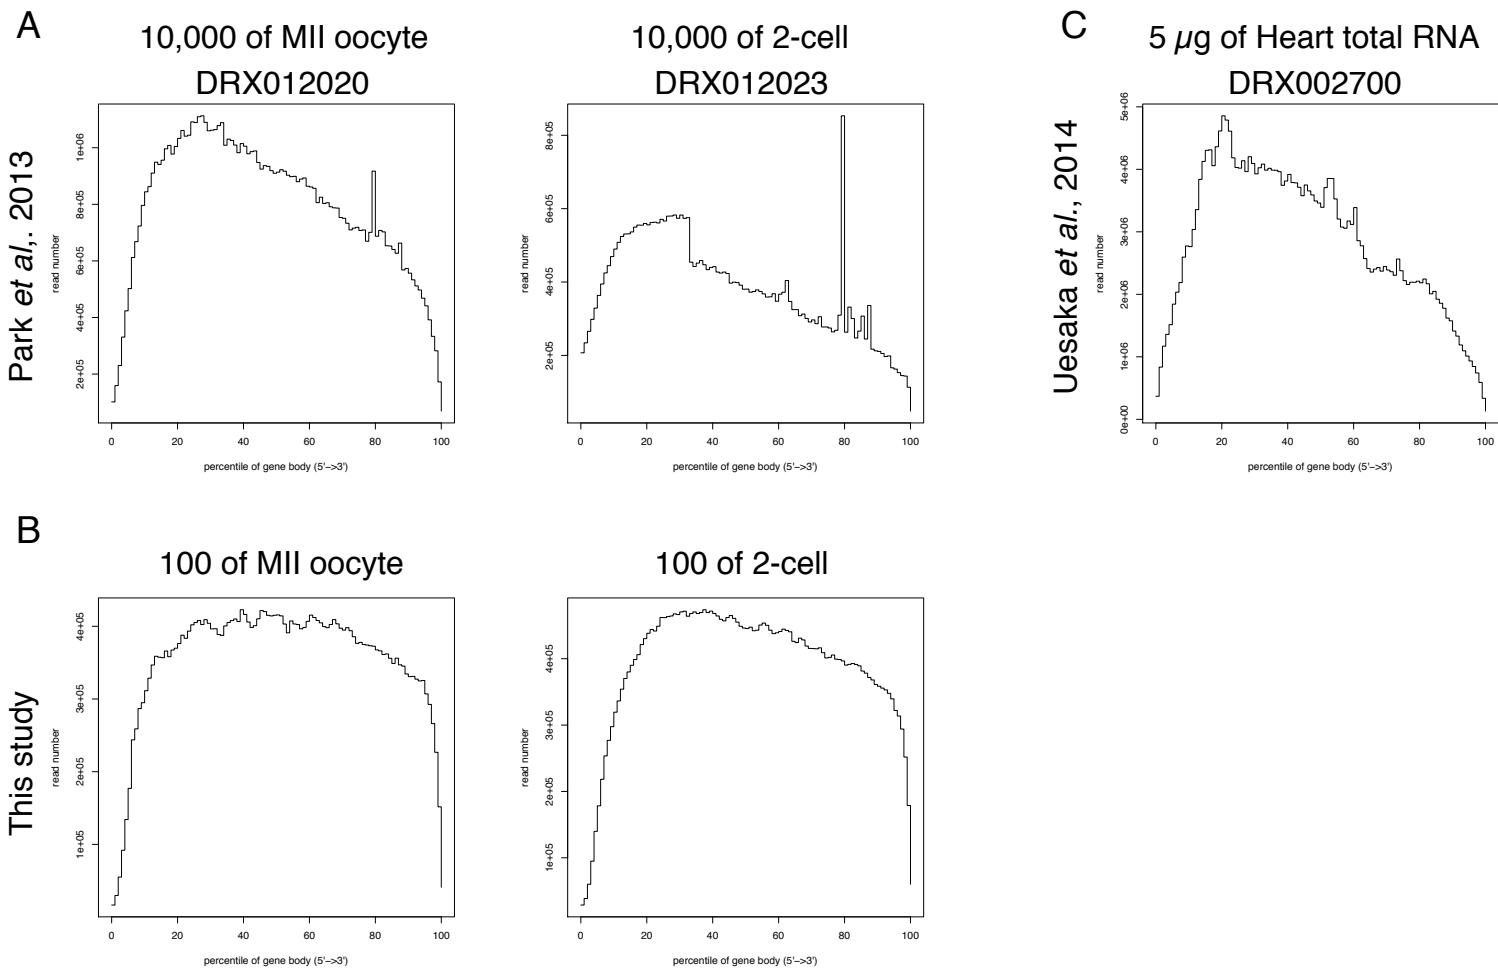 A
10,000 of MII oocyte
DRX012020
10,000 of 2-cell
DRX012023
C
5 µg of Heart total RNA
DRX002700
Park et al,. 2013
read number
2e+05
4e+05
6e+05
8e+05
1e+06
0 20 40 60 80 100
percentile of gene body (5'->3')
read number
2e+05
4e+05
6e+05
8e+05
0 20 40 60 80 100
percentile of gene body (5'->3')
Uesaka et al., 2014
read number
0e+00
1e+06
2e+06
3e+06
4e+06
5e+06
0 20 40 60 80 100
percentile of gene body (5'->3')
B
100 of MII oocyte
100 of 2-cell
This study
read number
1e+05
2e+05
3e+05
4e+05
0 20 40 60 80 100
percentile of gene body (5'->3')
read number
1e+05
2e+05
3e+05
4e+05
0 20 40 60 80 100
percentile of gene body (5'->3')